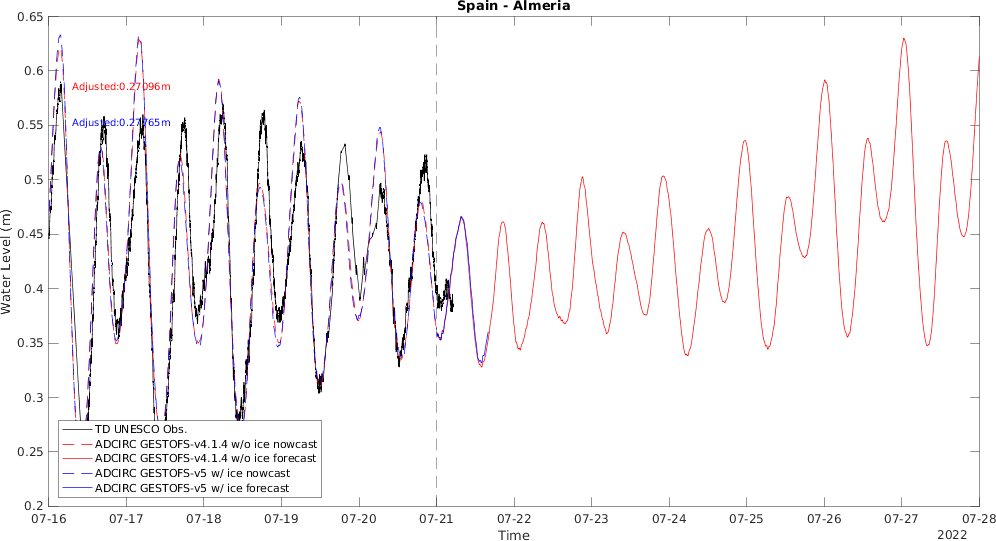 Spain - Almeria
0.65
0.6
0.55
0.5
0.45
0.4
0.35
0.3
0.25
0.2
Water Level (m)
Adjusted:0.27096m
Adjusted:0.27765m
TD UNESCO Obs.
ADCIRC GESTOFS-v4.1.4 w/o ice nowcast
ADCIRC GESTOFS-v4.1.4 w/o ice forecast
ADCIRC GESTOFS-v5 w/ ice nowcast
ADCIRC GESTOFS-v5 w/ ice forecast
07-16 07-17 07-18 07-19 07-20 07-21 07-22 07-23 07-24 07-25 07-26 07-27 07-28
Time
2022